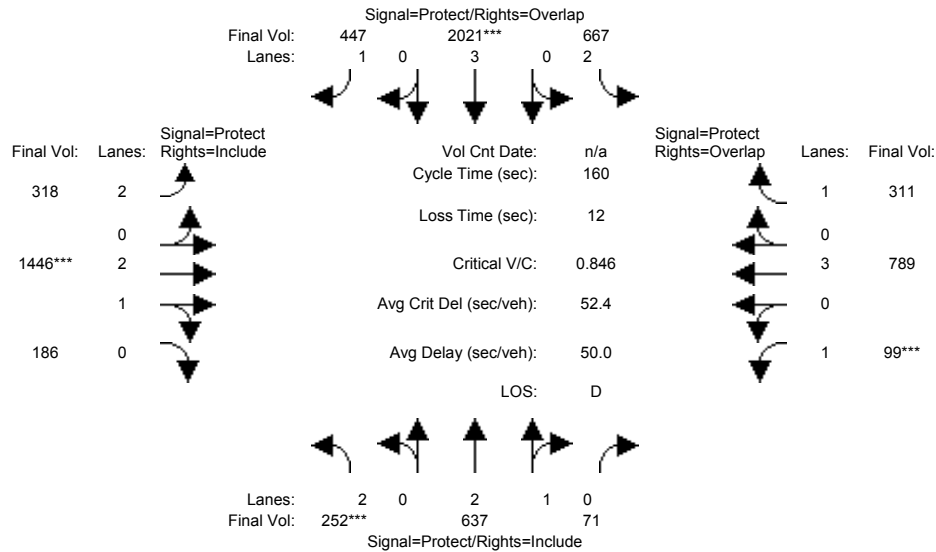 Signal=Protect/Rights=Overlap
Final Vol: 447 2021*** 667
Lanes: 1 0 3 0 2
Signal=Protect Signal=Protect
Final Vol: Lanes: Rights=Include Vol Cnt Date: n/a Rights=Overlap Lanes: Final Vol:
Cycle Time (sec): 160
318 2 1 311
Loss Time (sec): 12
0 0
1446*** 2 Critical V/C: 0.846 3 789
1 Avg Crit Del (sec/veh): 52.4 0
186 0 Avg Delay (sec/veh): 50.0 1 99***
LOS: D
Lanes: 2 0 2 1 0
Final Vol: 252*** 637 71
Signal=Protect/Rights=Include